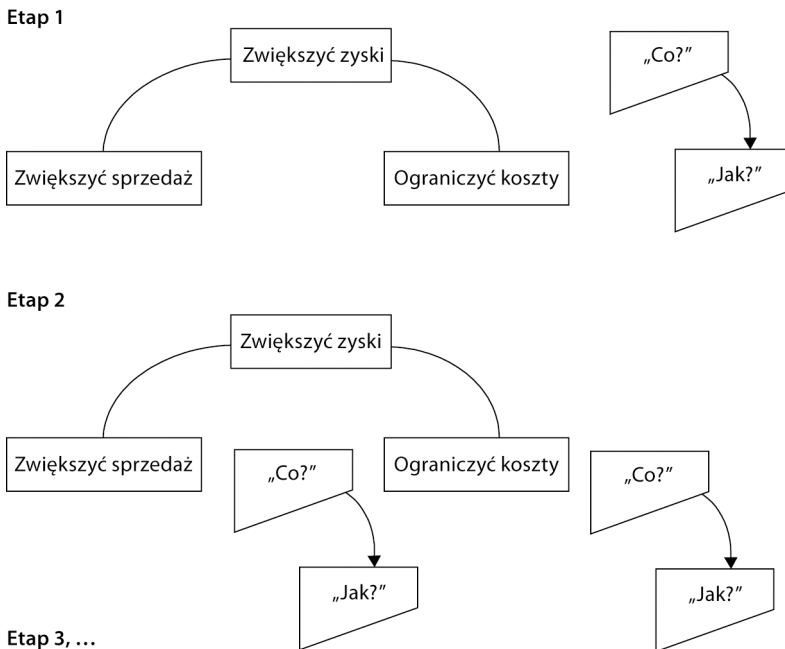 Etap 1
Zwiększyć zyski
„Co?”
Zwiększyć sprzedaż
Ograniczyć koszty
„Jak?”
Etap 2
Zwiększyć zyski
Zwiększyć sprzedaż
„Co?”
Ograniczyć koszty
„Co?”
„Jak?”
„Jak?”
Etap 3, …